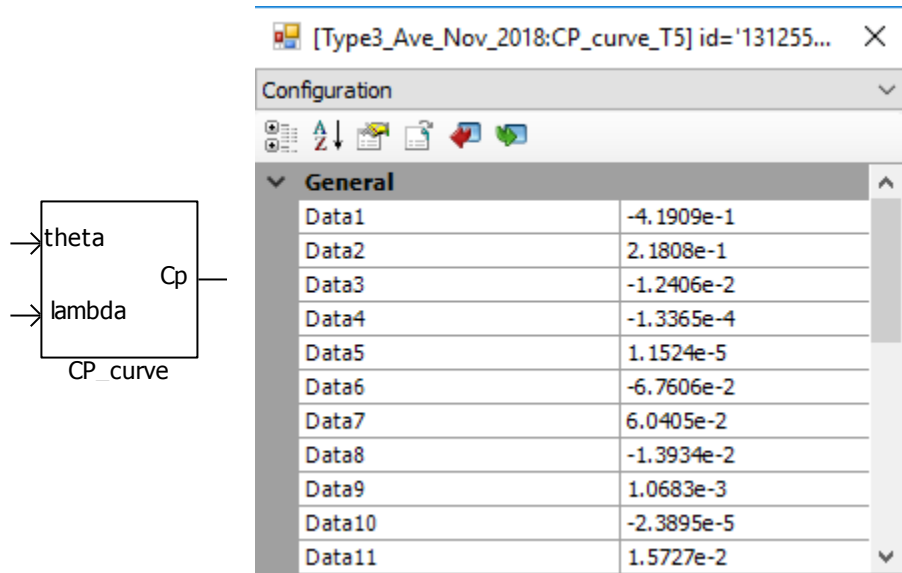 [Type3_Ave_Nov_2018:CP_curve_T5] id='131255...
Configuration
General
Data1 -4.1909e-1
Data2 2.1808e-1
Data3 -1.2406e-2
Data4 -1.3365e-4
Data5 1.1524e-5
Data6 -6.7606e-2
Data7 6.0405e-2
Data8 -1.3934e-2
Data9 1.0683e-3
Data10 -2.3895e-5
Data11 1.5727e-2
theta
Cp
lambda
CP_curve